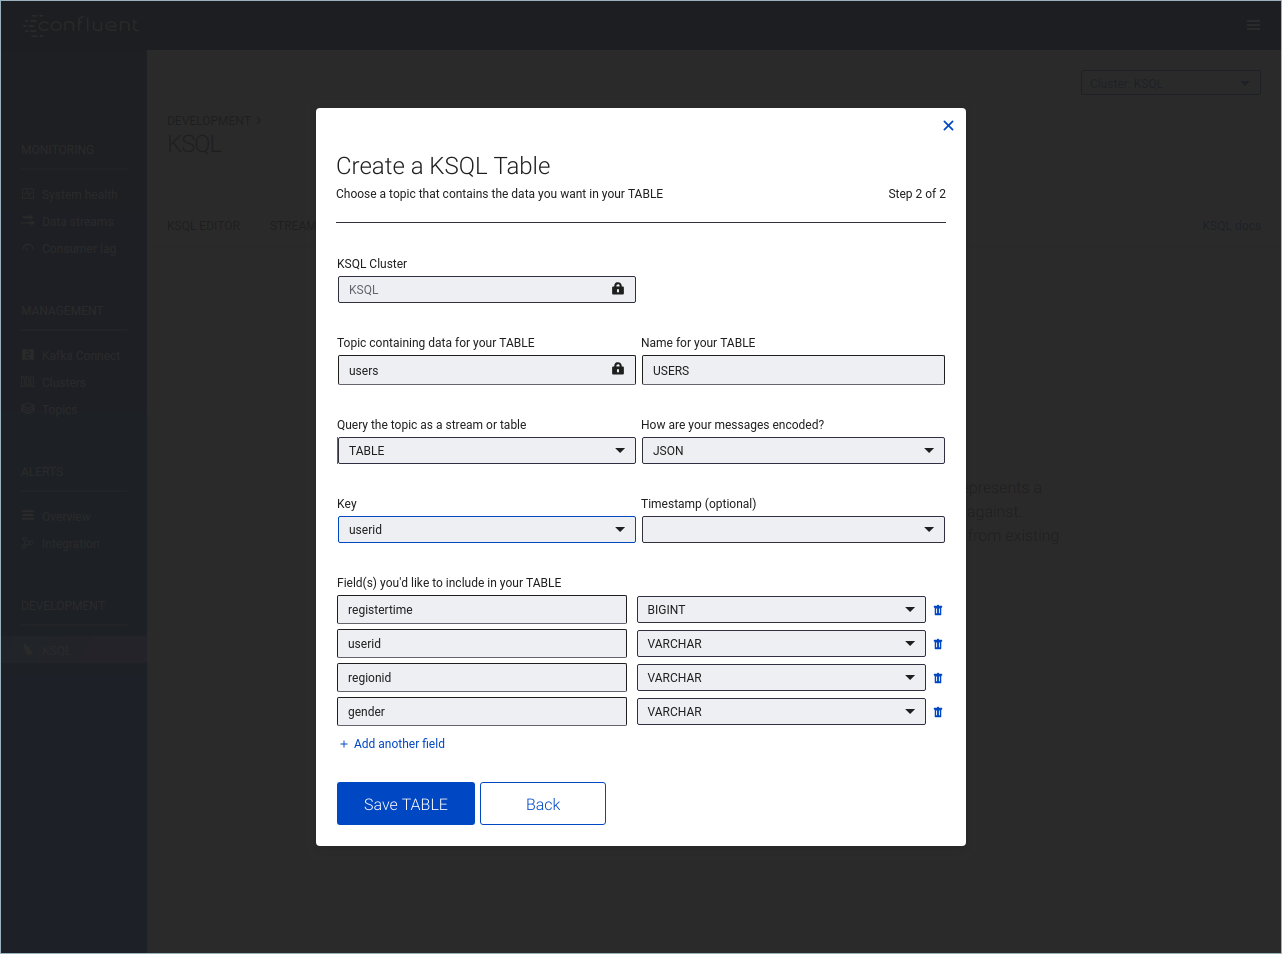 confluent
Cluster: KSQL
DEVELOPMENT ›
KSQL
MONITORING
System health
Data streams
Consumer lag
KSQL EDITOR STREAM KSQL docs
MANAGEMENT
Kafka Connect
Clusters
Topics
ALERTS
Overview
Integration
DEVELOPMENT
KSQL
presents a
against.
from existing
Create a KSQL Table
Choose a topic that contains the data you want in your TABLE Step 2 of 2
KSQL Cluster
KSQL
Topic containing data for your TABLE Name for your TABLE
users USERS
Query the topic as a stream or table How are your messages encoded?
TABLE JSON
Key Timestamp (optional)
userid
Field(s) you'd like to include in your TABLE
registertime BIGINT
userid VARCHAR
regionid VARCHAR
gender VARCHAR
+ Add another field
Save TABLE Back